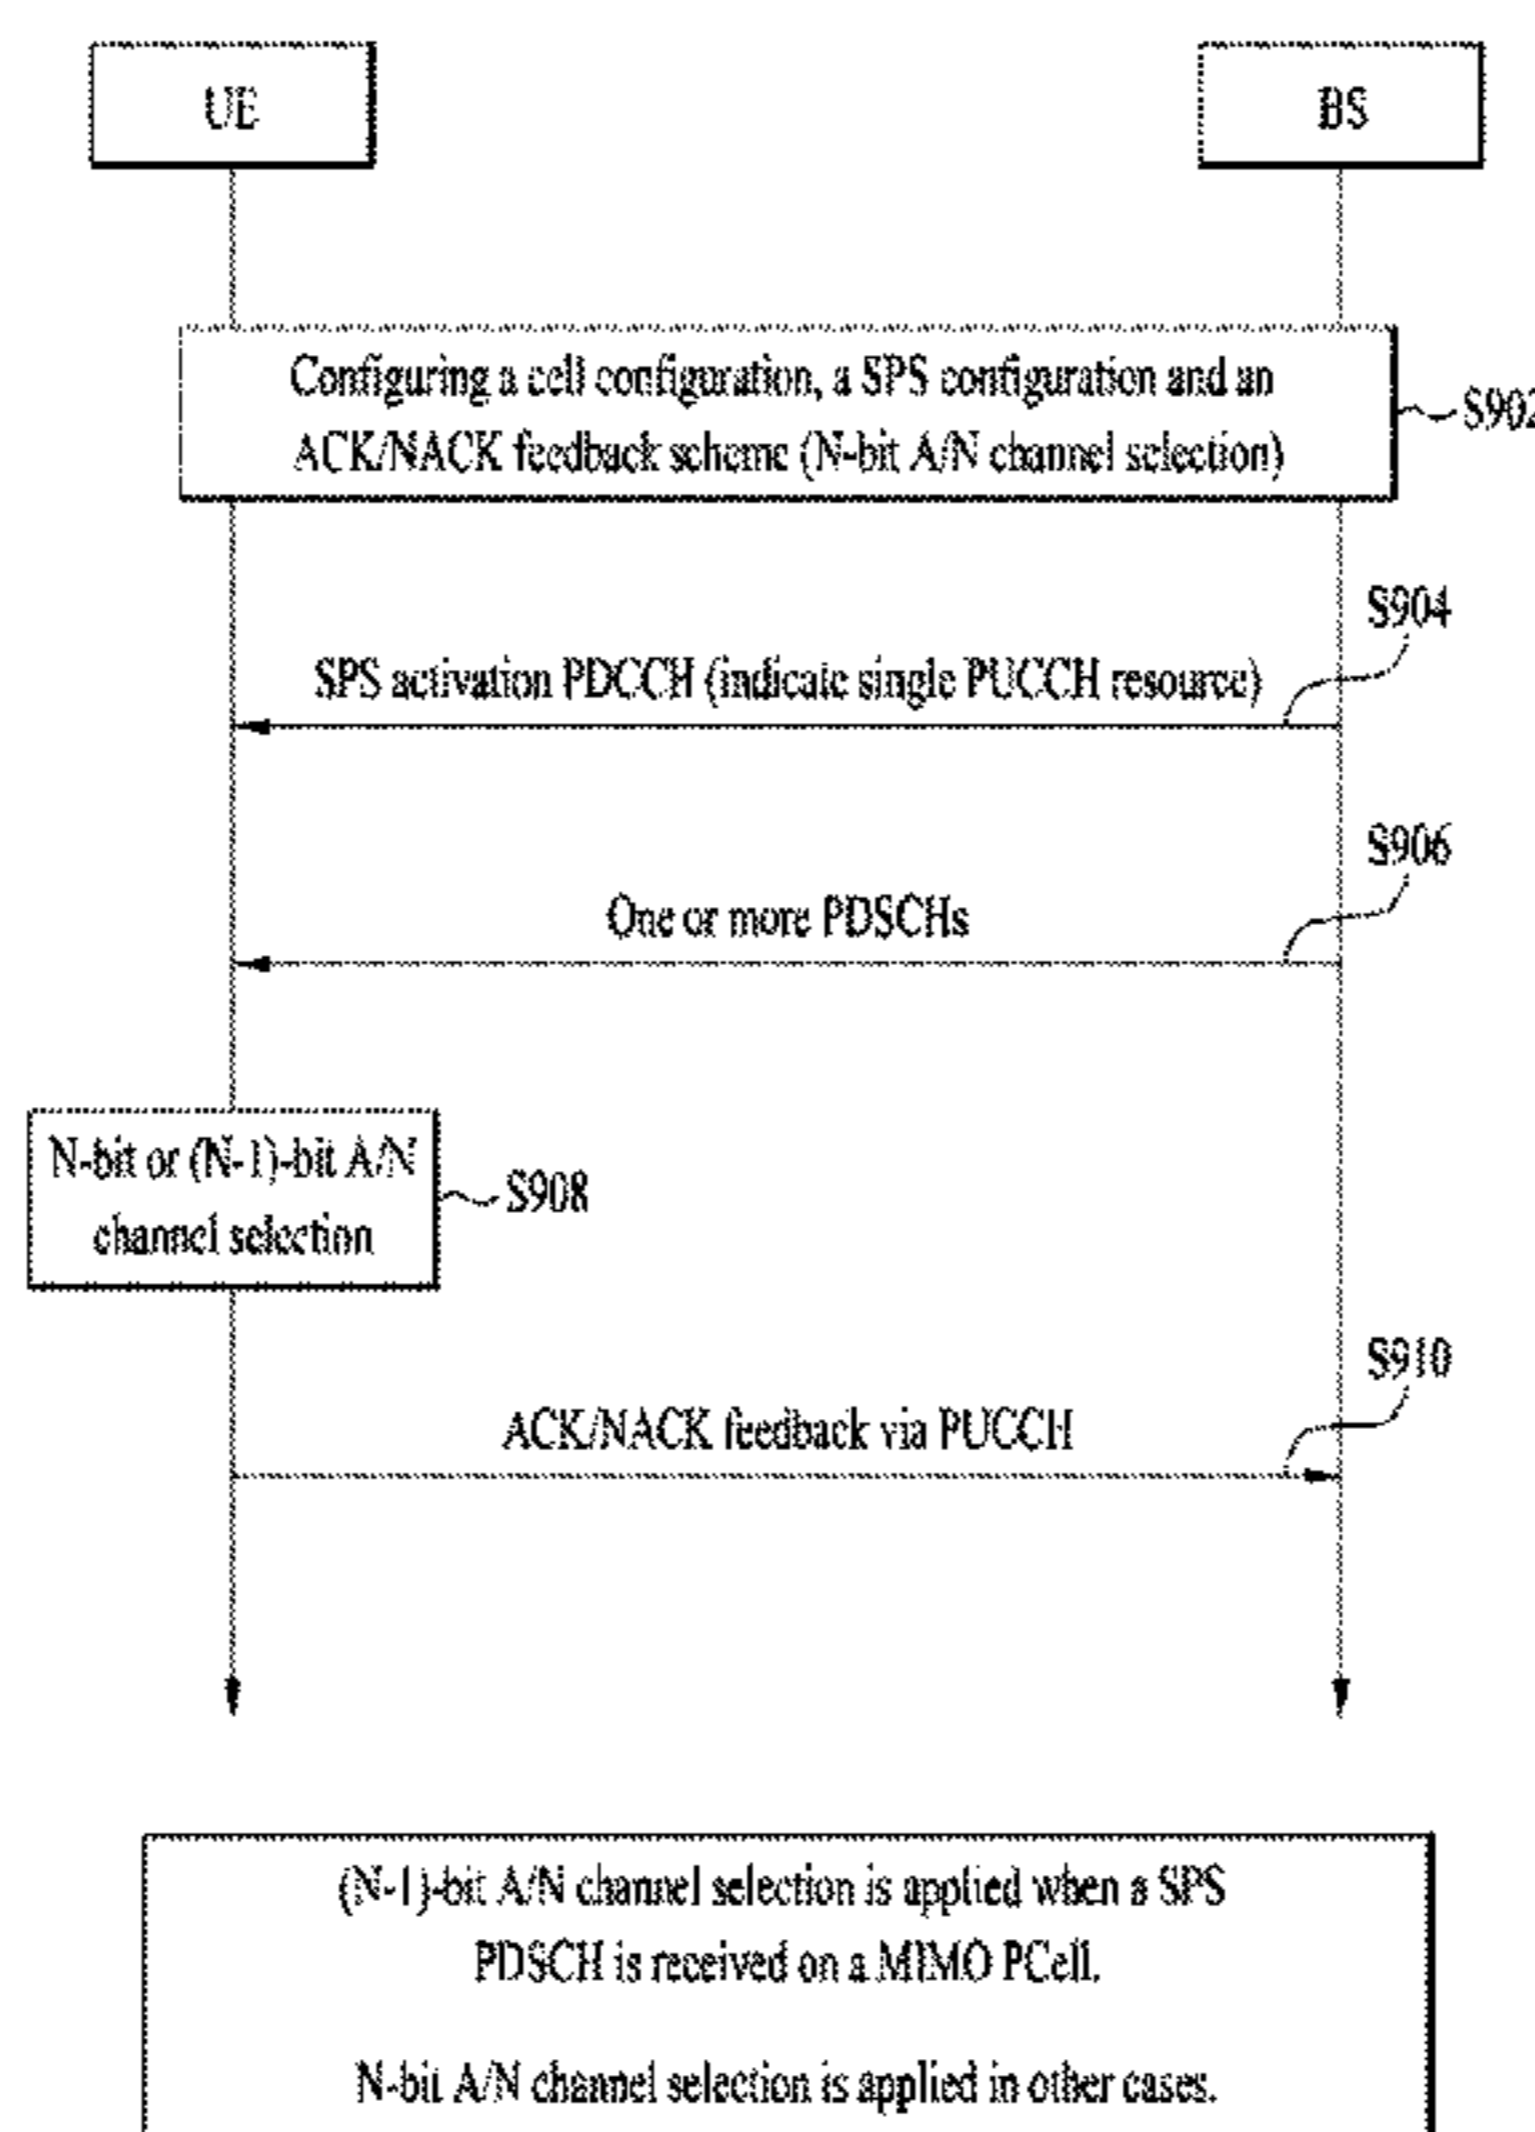 UE
BS
Configuring a cell configuration, a SPS configuration and an
ACK/NACK feedback scheme (N-bit A/N channel selection)
S902
S904
SPS activation PDCCH (indicate single PUCCH resource)
S906
One or more PDSCHs
N-bit or (N-1)-bit A/N
channel selection
S908
S910
ACK/NACK feedback via PUCCH
(N-1)-bit A/N channel selection is applied when a SPS
PDSCH is received on a MIMO PCell.
N-bit A/N channel selection is applied in other cases.